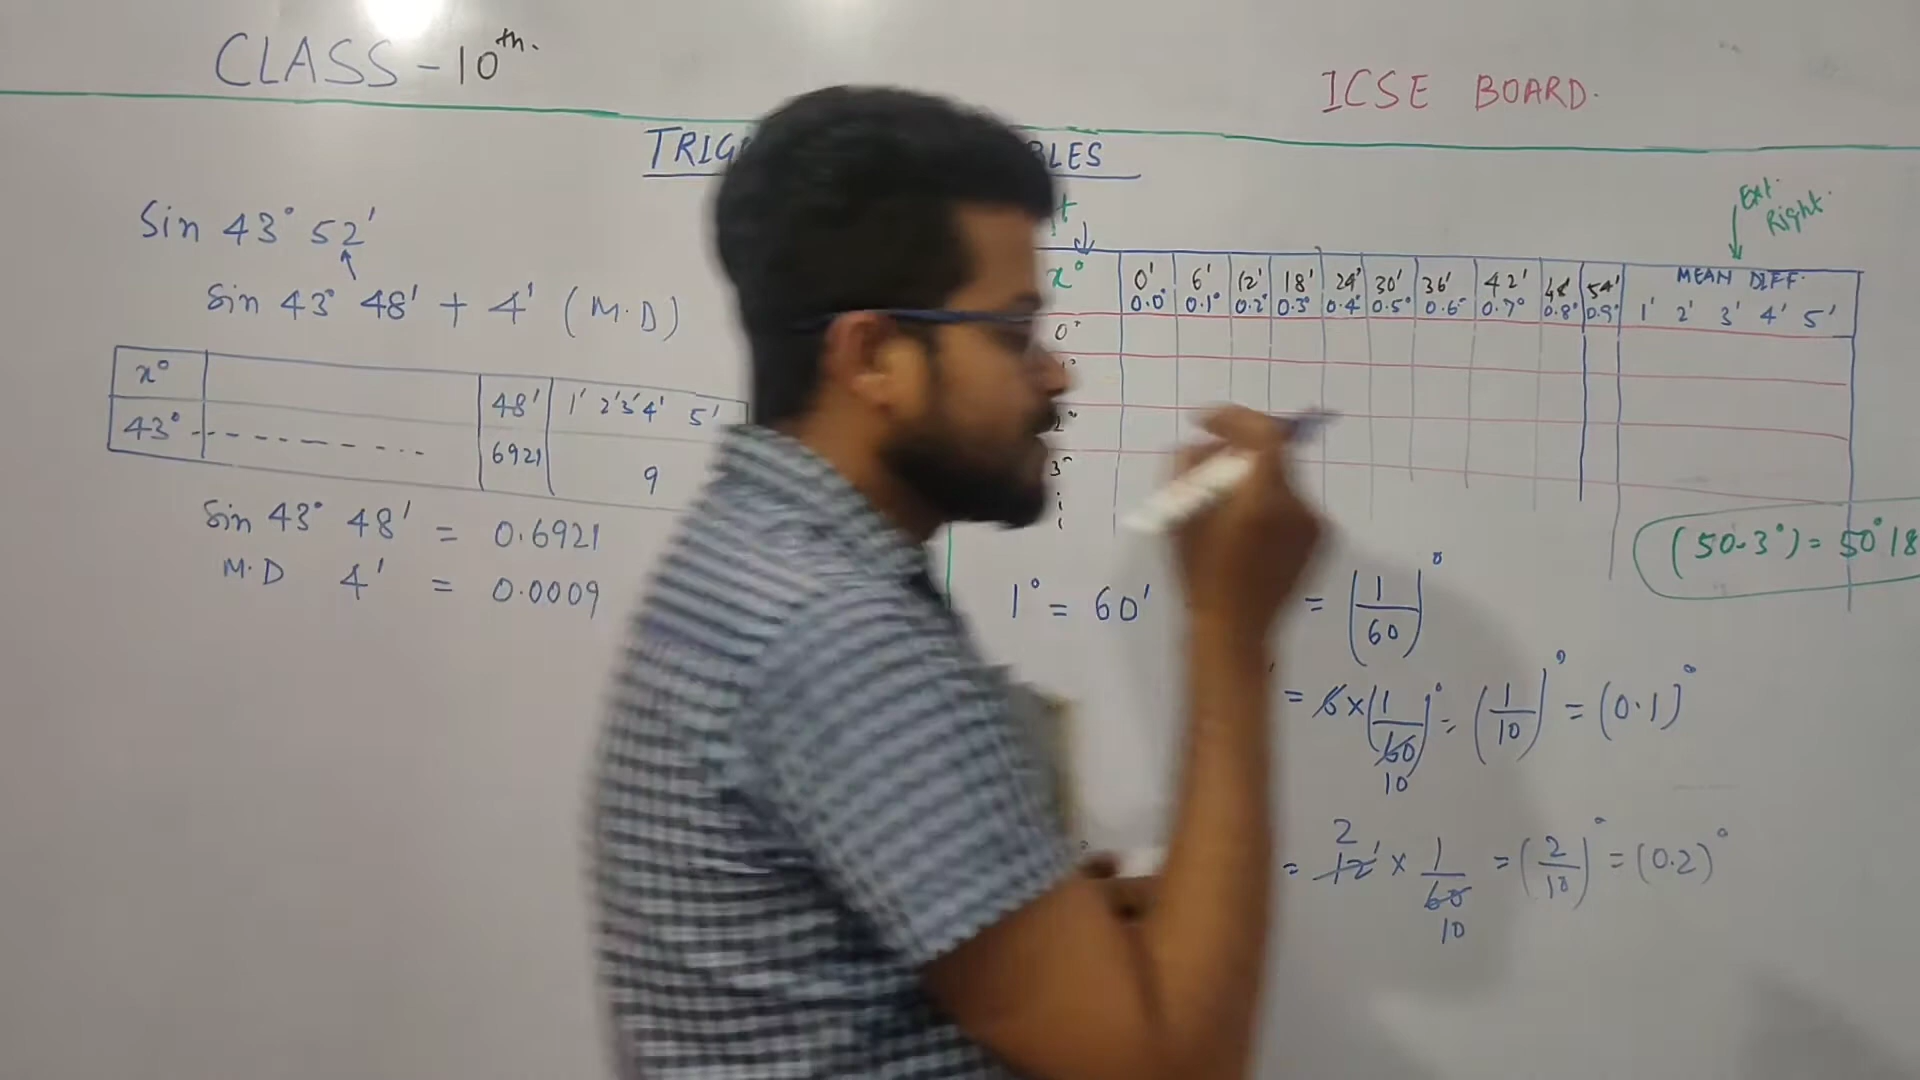 CLASS - 10th.
ICSE BOARD.
TRIG BLES
Sin 43° 52'
Sin 43° 48' + 4' (M.D)
x° 48' 1' 2' 3' 4' 5'
43° - - - - - - - - - 6921 9
Sin 43° 48' = 0.6921
M.D 4' = 0.0009
Right.
x° 0' 6' 12' 18' 24' 30' 36' 42' 48' 54' MEAN DIFF.
0.0° 0.1° 0.2° 0.3° 0.4° 0.5° 0.6° 0.7° 0.8° 0.9° 1' 2' 3' 4' 5'
0°
2°
3°
(50.3°) = 50° 18
1° = 60' = (1/60)°
= 6 × (1/60)° = (1/10)° = (0.1)°
10
2
= 12' × 1/60 = (2/10)° = (0.2)°
10